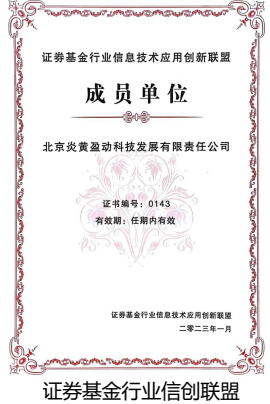 证券基金行业信息技术应用创新联盟
成员单位
北京炎黄盈动科技发展有限责任公司
证书编号：0143
有效期：任期内有效
证券基金行业信息技术应用创新联盟
二零二三年一月
证券基金行业信创联盟